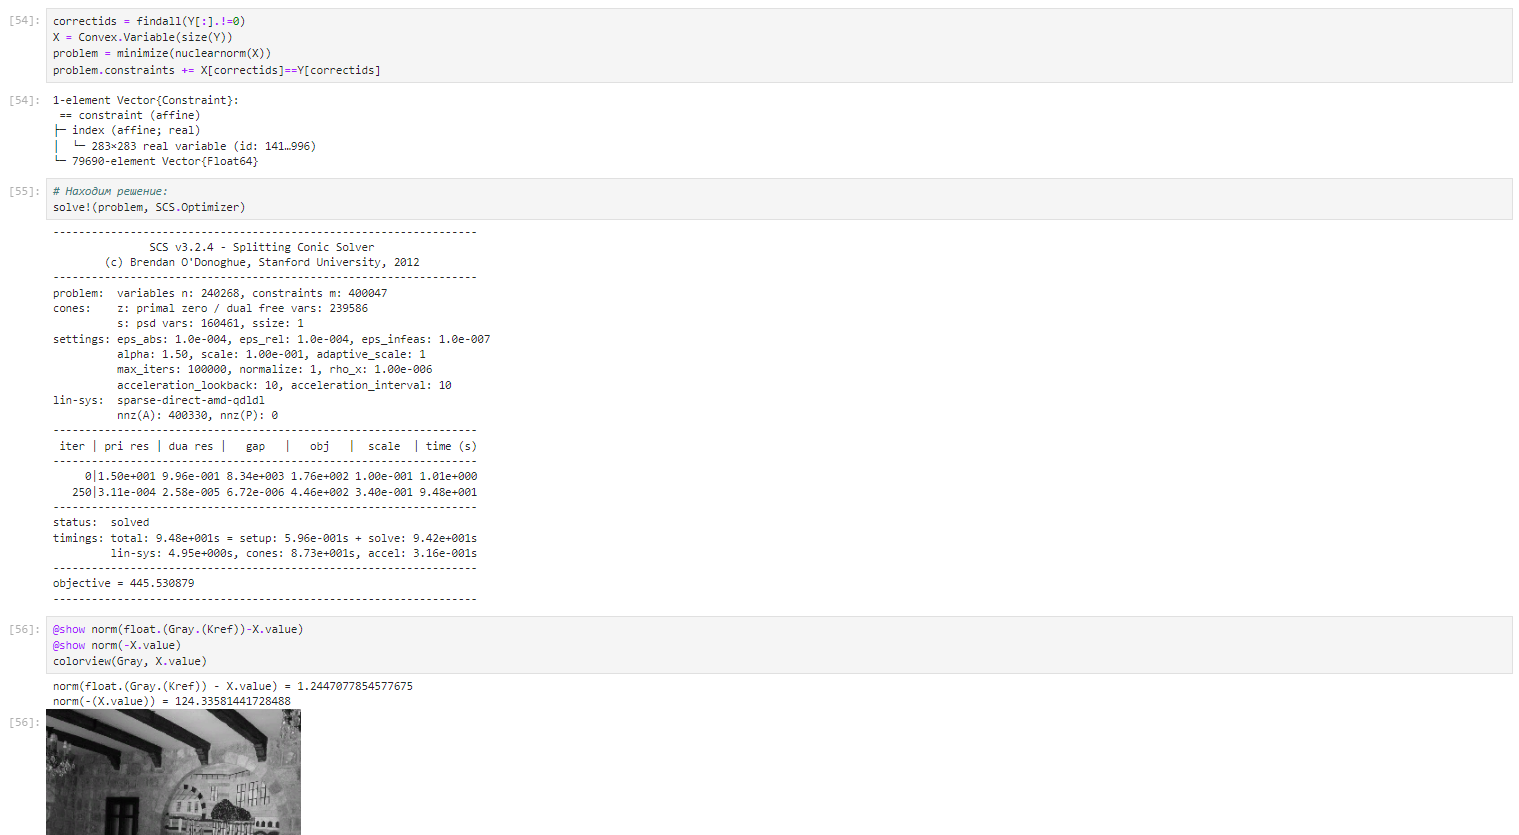 [54]: correctids = findall(Y[:].!=0)
X = Convex.Variable(size(Y))
problem = minimize(nuclearnorm(X))
problem.constraints += X[correctids]==Y[correctids]
[54]: 1-element Vector{Constraint}:
== constraint (affine)
├─ index (affine; real)
│  └─ 283×283 real variable (id: 141…996)
└─ 79690-element Vector{Float64}
[55]: # Находим решение:
solve!(problem, SCS.Optimizer)
------------------------------------------------------------------
SCS v3.2.4 - Splitting Conic Solver
(c) Brendan O'Donoghue, Stanford University, 2012
------------------------------------------------------------------
problem:  variables n: 240268, constraints m: 400047
cones:    z: primal zero / dual free vars: 239586
s: psd vars: 160461, ssize: 1
settings: eps_abs: 1.0e-004, eps_rel: 1.0e-004, eps_infeas: 1.0e-007
alpha: 1.50, scale: 1.00e-001, adaptive_scale: 1
max_iters: 100000, normalize: 1, rho_x: 1.00e-006
acceleration_lookback: 10, acceleration_interval: 10
lin-sys:  sparse-direct-amd-qdldl
nnz(A): 400330, nnz(P): 0
------------------------------------------------------------------
iter | pri res | dua res |   gap   |   obj   |  scale  | time (s)
------------------------------------------------------------------
0|1.50e+001 9.96e-001 8.34e+003 1.76e+002 1.00e-001 1.01e+000
250|3.11e-004 2.58e-005 6.72e-006 4.46e+002 3.40e-001 9.48e+001
------------------------------------------------------------------
status:  solved
timings: total: 9.48e+001s = setup: 5.96e-001s + solve: 9.42e+001s
lin-sys: 4.95e+000s, cones: 8.73e+001s, accel: 3.16e-001s
------------------------------------------------------------------
objective = 445.530879
------------------------------------------------------------------
[56]: @show norm(float.(Gray.(Kref))-X.value)
@show norm(-X.value)
colorview(Gray, X.value)
norm(float.(Gray.(Kref)) - X.value) = 1.2447077854577675
norm(-(X.value)) = 124.33581441728488
[56]: